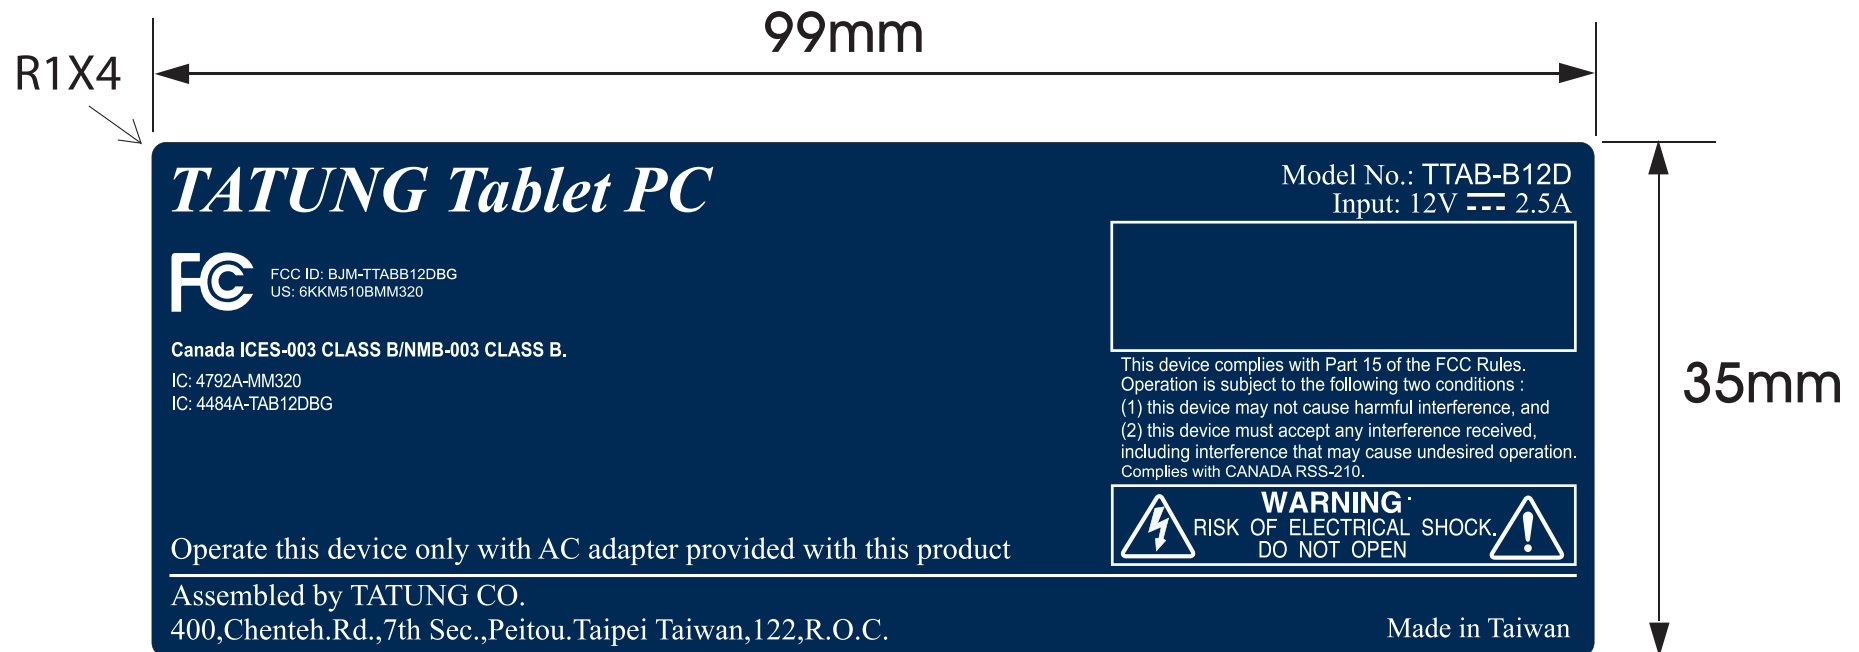 99mm
R1X4
TATUNG Tablet PC
Model No.: TTAB-B12D
Input: 12V 2.5A
FC
FCC ID: BJM-TTABB12DBG
US: 6KKM510BMM320
Canada ICES-003 CLASS B/NMB-003 CLASS B.
IC: 4792A-MM320
IC: 4484A-TAB12DBG
This device complies with Part 15 of the FCC Rules.
Operation is subject to the following two conditions :
(1) this device may not cause harmful interference, and
(2) this device must accept any interference received,
including interference that may cause undesired operation.
Complies with CANADA RSS-210.
35mm
WARNING
RISK OF ELECTRICAL SHOCK.
DO NOT OPEN
Operate this device only with AC adapter provided with this product
Assembled by TATUNG CO.
400,Chenteh.Rd.,7th Sec.,Peitou.Taipei Taiwan,122,R.O.C.
Made in Taiwan